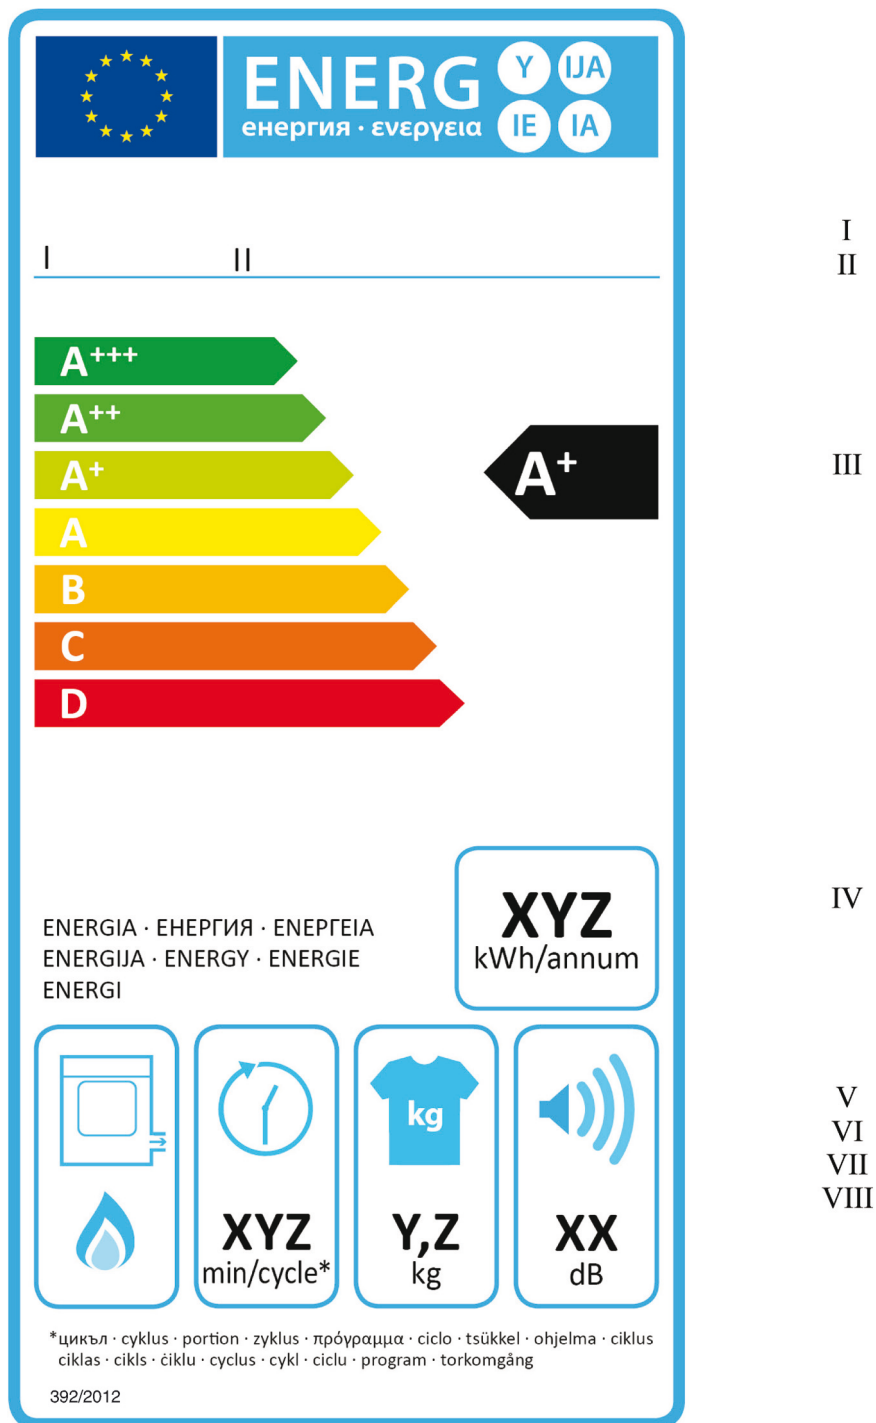 ENERG Y IJA
енергия · ενεργεια IE IA
I II
I
II
A+++
A++
A+
A
B
C
D
A+
III
XYZ
kWh/annum
IV
ENERGIA · ЕНЕРГИЯ · ΕΝΕΡΓΕΙΑ
ENERGIJA · ENERGY · ENERGIE
ENERGI
kg
XYZ
min/cycle*
Y,Z
kg
XX
dB
V
VI
VII
VIII
*цикъл · cyklus · portion · zyklus · πρόγραμμα · ciclo · tsükkel · ohjelma · ciklus
ciklas · cikls · ċiklu · cyclus · cykl · ciclu · program · torkomgång
392/2012